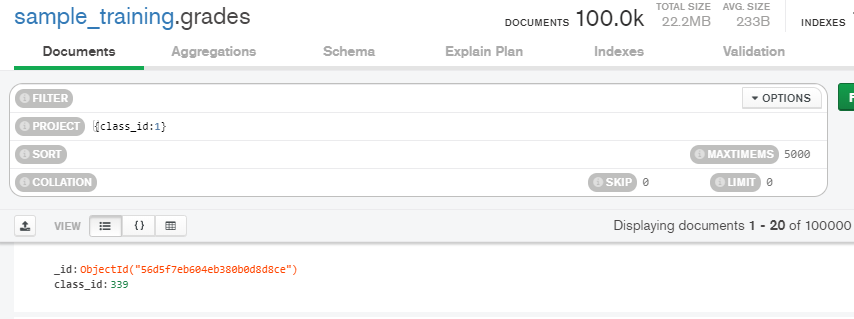 sample_training.grades
DOCUMENTS 100.0k TOTAL SIZE 22.2MB AVG. SIZE 233B INDEXES
Documents Aggregations Schema Explain Plan Indexes Validation
FILTER OPTIONS
PROJECT {class_id:1}
SORT MAXTIMEMS 5000
COLLATION SKIP 0 LIMIT 0
VIEW {} Displaying documents 1 - 20 of 100000
_id: ObjectId("56d5f7eb604eb380b0d8d8ce")
class_id: 339